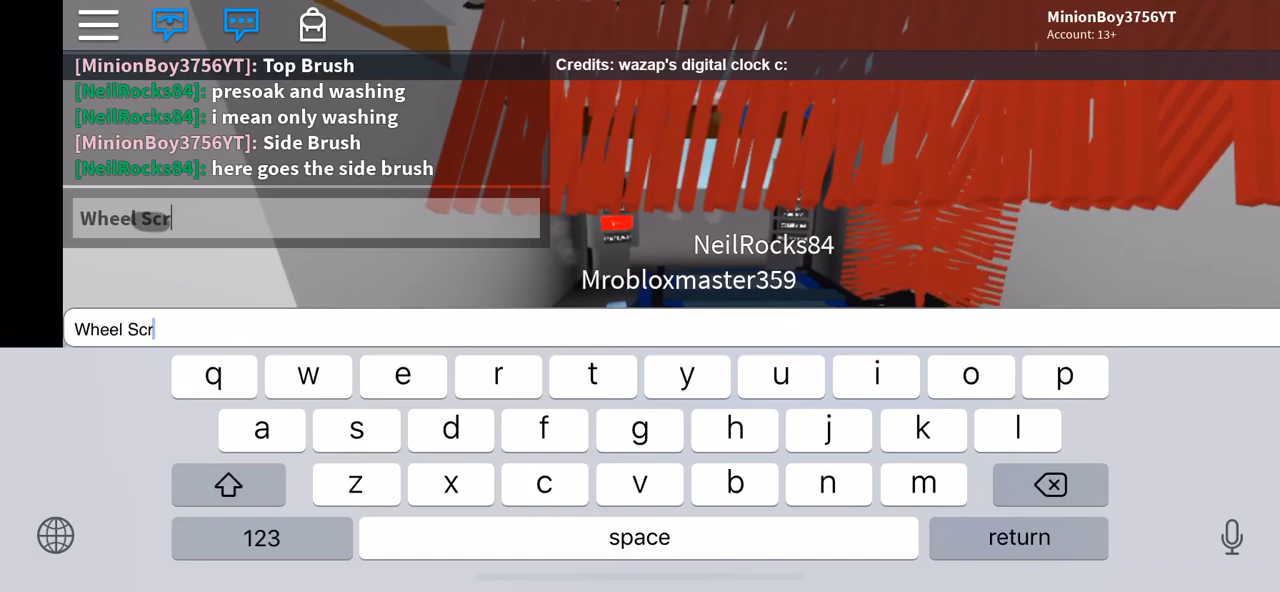 MinionBoy3756YT
Account: 13+
[MinionBoy3756YT]: Top Brush
[NeilRocks84]: presoak and washing
[NeilRocks84]: i mean only washing
[MinionBoy3756YT]: Side Brush
[NeilRocks84]: here goes the side brush
Credits: wazap's digital clock c:
Wheel Scr
NeilRocks84
Mrobloxmaster359
Wheel Scr
q w e r t y u i o p
a s d f g h j k l
z x c v b n m
123 space return